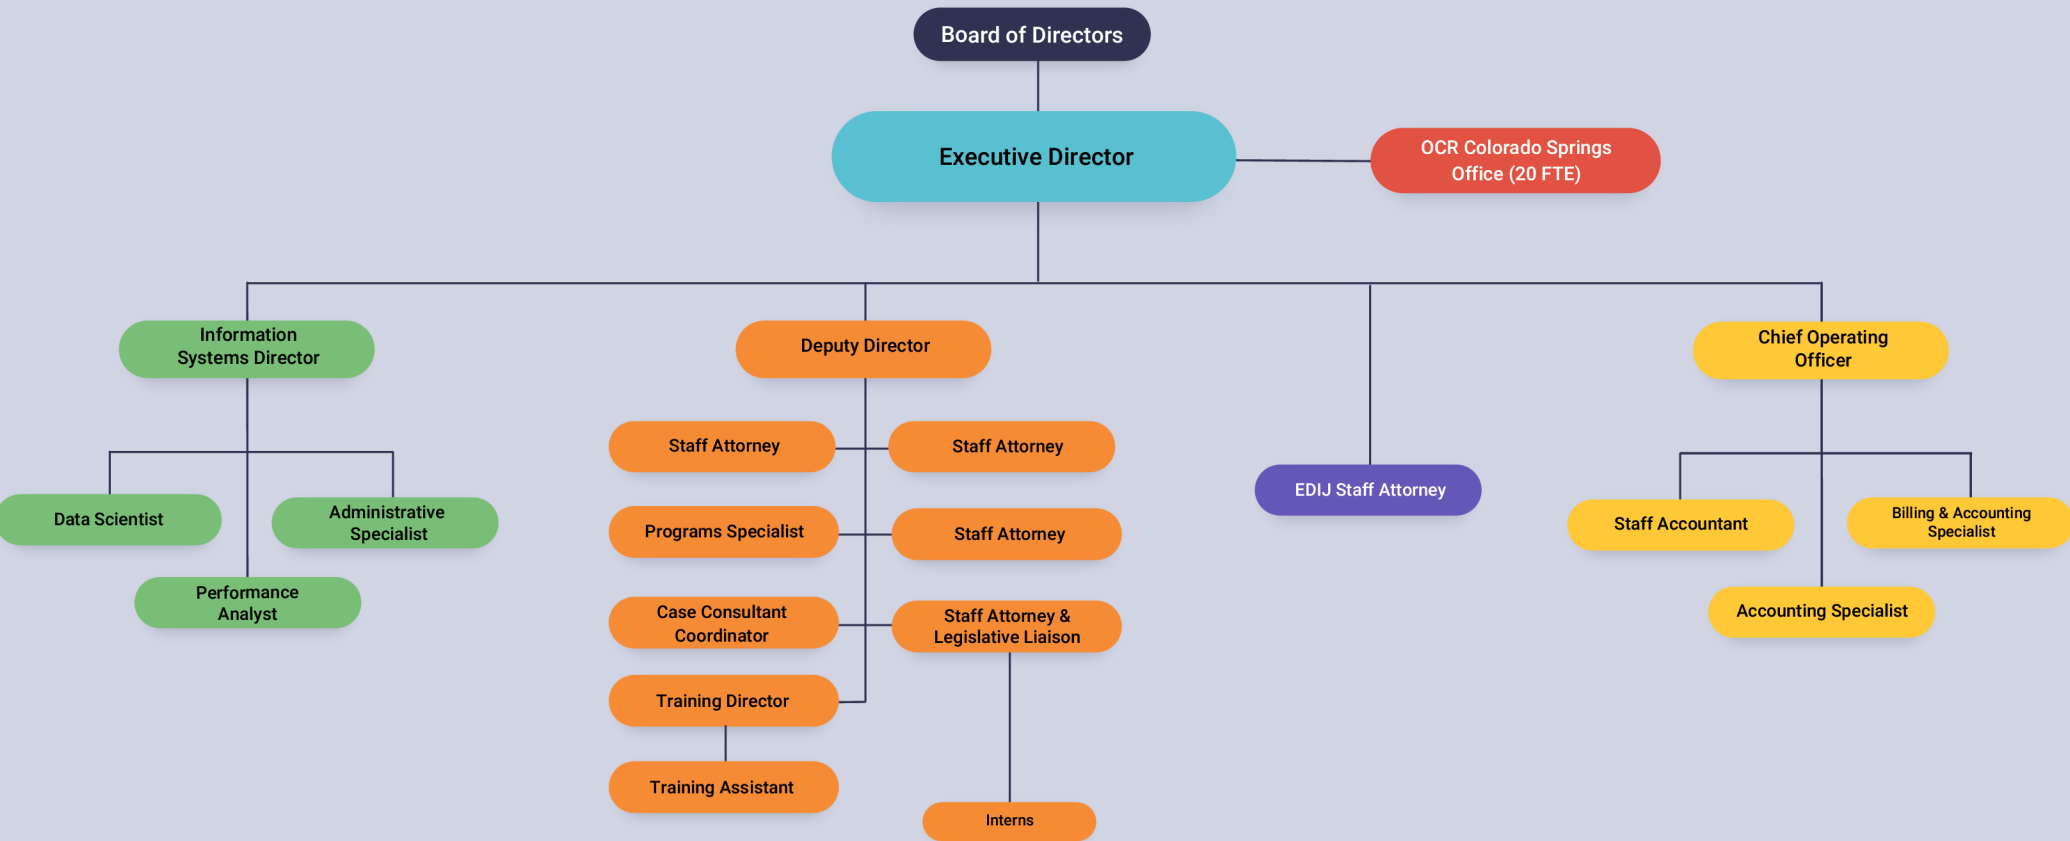 Board of Directors
Executive Director
OCR Colorado Springs
Office (20 FTE)
Information
Systems Director
Deputy Director
Chief Operating
Officer
Staff Attorney
Staff Attorney
EDIJ Staff Attorney
Data Scientist
Administrative
Specialist
Programs Specialist
Staff Attorney
Staff Accountant
Billing & Accounting
Specialist
Performance
Analyst
Case Consultant
Coordinator
Staff Attorney &
Legislative Liaison
Accounting Specialist
Training Director
Training Assistant
Interns